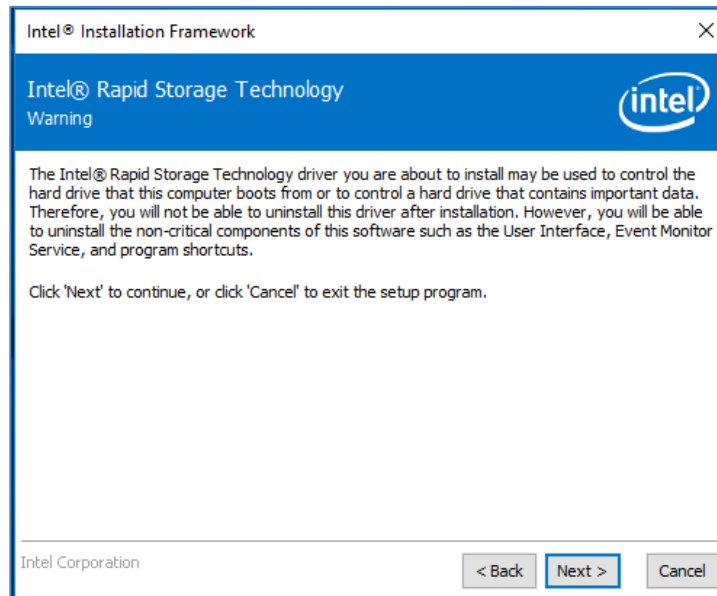 Intel® Installation Framework
Intel® Rapid Storage Technology
Warning
intel
The Intel® Rapid Storage Technology driver you are about to install may be used to control the
hard drive that this computer boots from or to control a hard drive that contains important data.
Therefore, you will not be able to uninstall this driver after installation. However, you will be able
to uninstall the non-critical components of this software such as the User Interface, Event Monitor
Service, and program shortcuts.
Click 'Next' to continue, or click 'Cancel' to exit the setup program.
Intel Corporation
< Back
Next >
Cancel